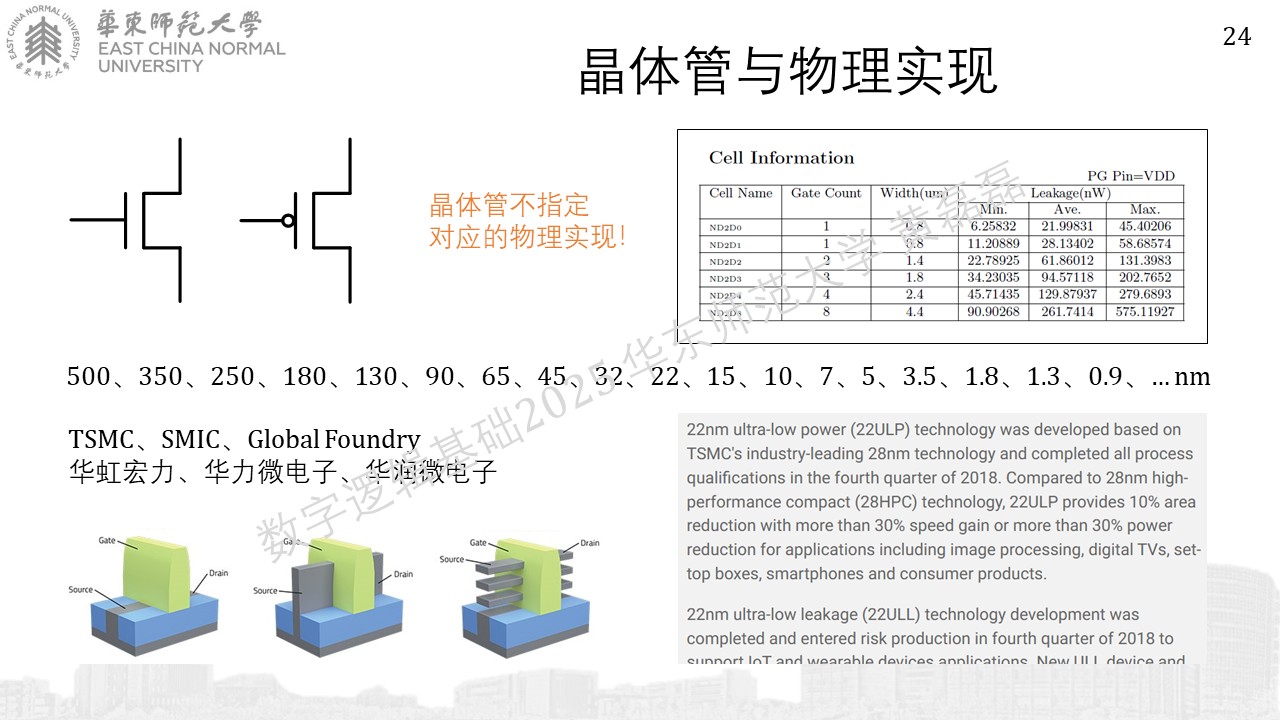 EAST CHINA NORMAL UNIVERSITY
華東師范大學
華東師范大學
EAST CHINA NORMAL
UNIVERSITY
24
晶体管与物理实现
晶体管不指定
对应的物理实现!
Cell Information
PG Pin=VDD
Cell Name Gate Count Width(um) Leakage(nW)
Min. Ave. Max.
ND2D0 1 0.8 6.25832 21.99831 45.40206
ND2D1 1 0.8 11.20889 28.13402 58.68574
ND2D2 2 1.4 22.78925 61.86012 131.3983
ND2D3 3 1.8 34.23035 94.57118 202.7652
ND2D4 4 2.4 45.71435 129.87937 279.6893
ND2D8 8 4.4 90.90268 261.7414 575.11927
500、350、250、180、130、90、65、45、32、22、15、10、7、5、3.5、1.8、1.3、0.9、… nm
TSMC、SMIC、Global Foundry
华虹宏力、华力微电子、华润微电子
数字逻辑基础2025 华东师范大学 黄磊磊
Gate
Source
Drain
Gate
Source
Drain
Gate
Source
Drain
22nm ultra-low power (22ULP) technology was developed based on
TSMC's industry-leading 28nm technology and completed all process
qualifications in the fourth quarter of 2018. Compared to 28nm high-
performance compact (28HPC) technology, 22ULP provides 10% area
reduction with more than 30% speed gain or more than 30% power
reduction for applications including image processing, digital TVs, set-
top boxes, smartphones and consumer products.
22nm ultra-low leakage (22ULL) technology development was
completed and entered risk production in fourth quarter of 2018 to
support IoT and wearable devices applications. New ULL device and